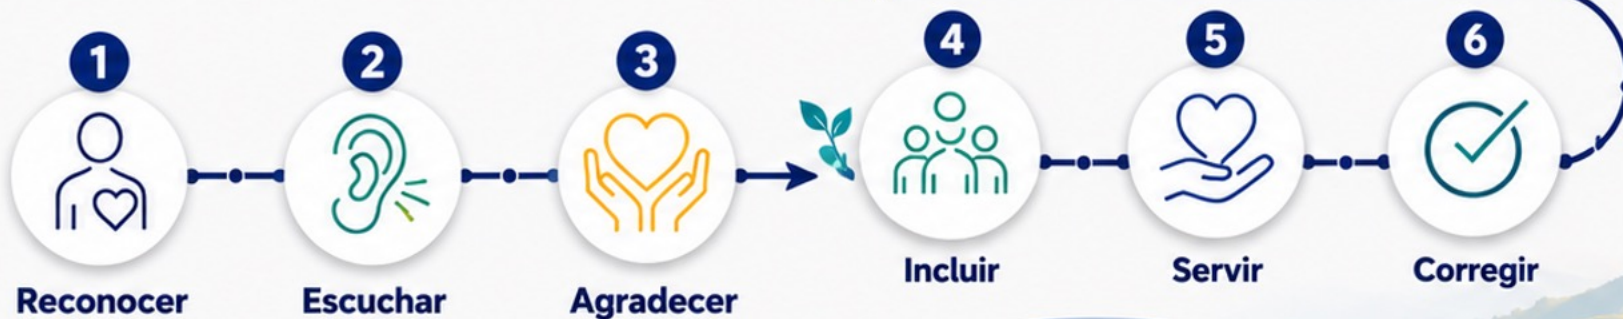 1
Reconocer
2
Escuchar
3
Agradecer
4
Incluir
5
Servir
6
Corregir